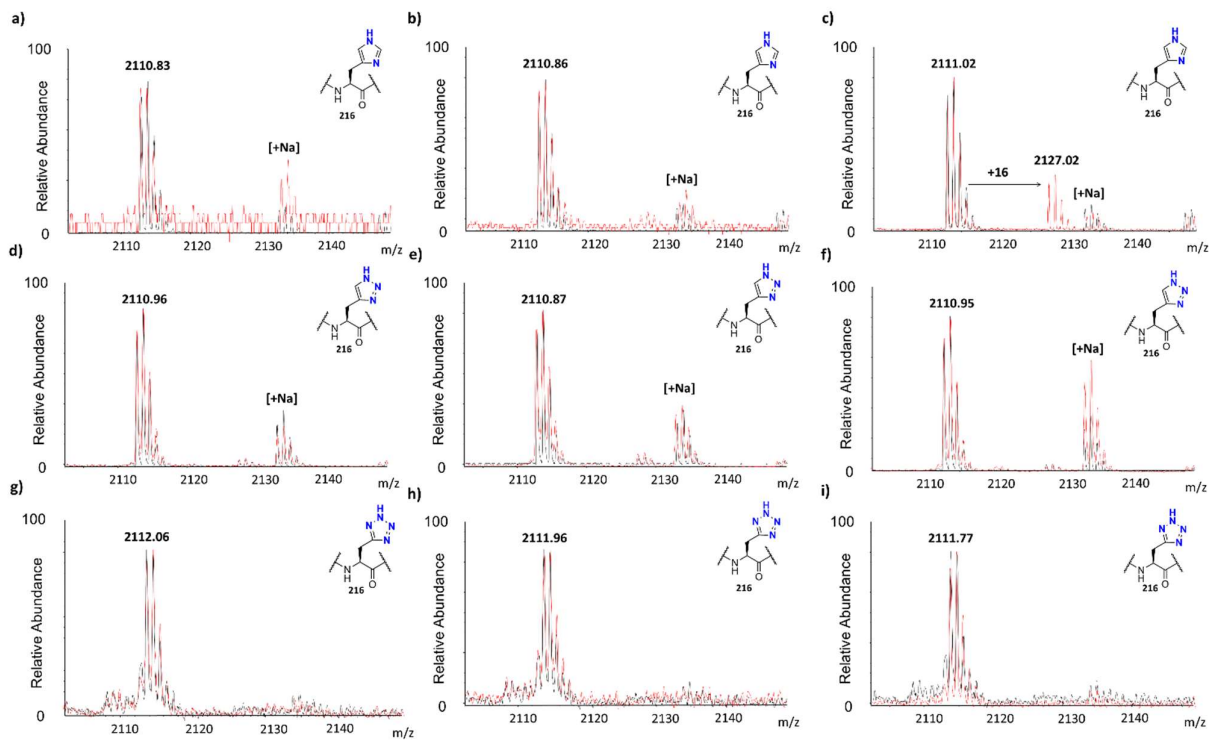 a)
100
2110.83
H
N
N
N
H
O
216
[+Na]
Relative Abundance
0
2110 2120 2130 2140 m/z
b)
100
2110.86
H
N
N
N
H
O
216
[+Na]
Relative Abundance
0
2110 2120 2130 2140 m/z
c)
100
2111.02
H
N
N
N
H
O
216
2127.02
+16
[+Na]
Relative Abundance
0
2110 2120 2130 2140 m/z
d)
100
2110.96
H
N
N
N
N
H
O
216
[+Na]
Relative Abundance
0
2110 2120 2130 2140 m/z
e)
100
2110.87
H
N
N
N
N
H
O
216
[+Na]
Relative Abundance
0
2110 2120 2130 2140 m/z
f)
100
2110.95
H
N
N
N
N
H
O
216
[+Na]
Relative Abundance
0
2110 2120 2130 2140 m/z
g)
100
2112.06
H
N
N N
N
N
H
O
216
Relative Abundance
0
2110 2120 2130 2140 m/z
h)
100
2111.96
H
N
N N
N
N
H
O
216
Relative Abundance
0
2110 2120 2130 2140 m/z
i)
100
2111.77
H
N
N N
N
N
H
O
216
Relative Abundance
0
2110 2120 2130 2140 m/z